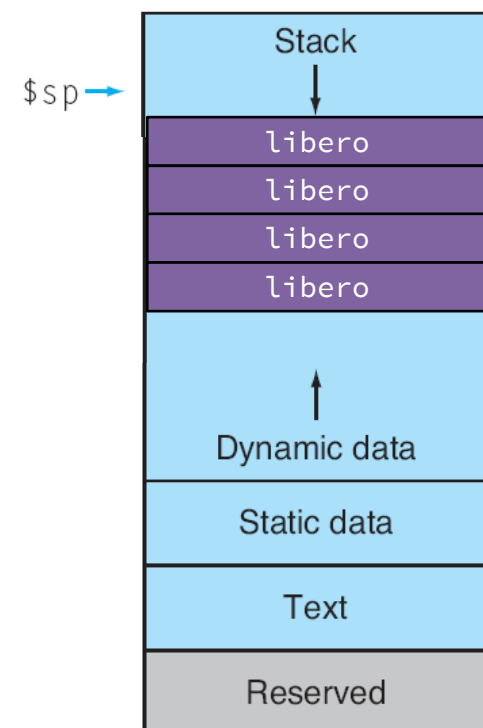 Stack
$sp
libero
libero
libero
libero
Dynamic data
Static data
Text
Reserved